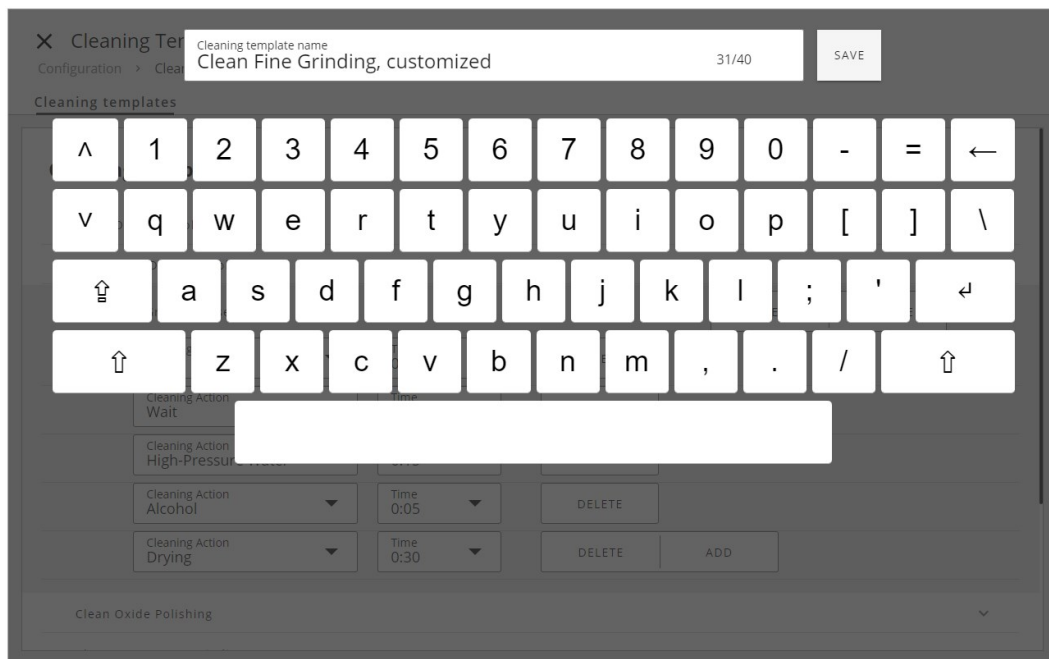 Cleaning Ter
Cleaning template name
Clean Fine Grinding, customized
31/40
SAVE
Configuration > Clea
Cleaning templates
1 2 3 4 5 6 7 8 9 0 - = ←
q w e r t y u i o p [ ] \
a s d f g h j k l ; '
z x c v b n m , . /
Cleaning Action
Wait
Time
Cleaning Action
High-Pressure Water
Cleaning Action
Alcohol
Time
0:05
DELETE
Cleaning Action
Drying
Time
0:30
DELETE
ADD
Clean Oxide Polishing